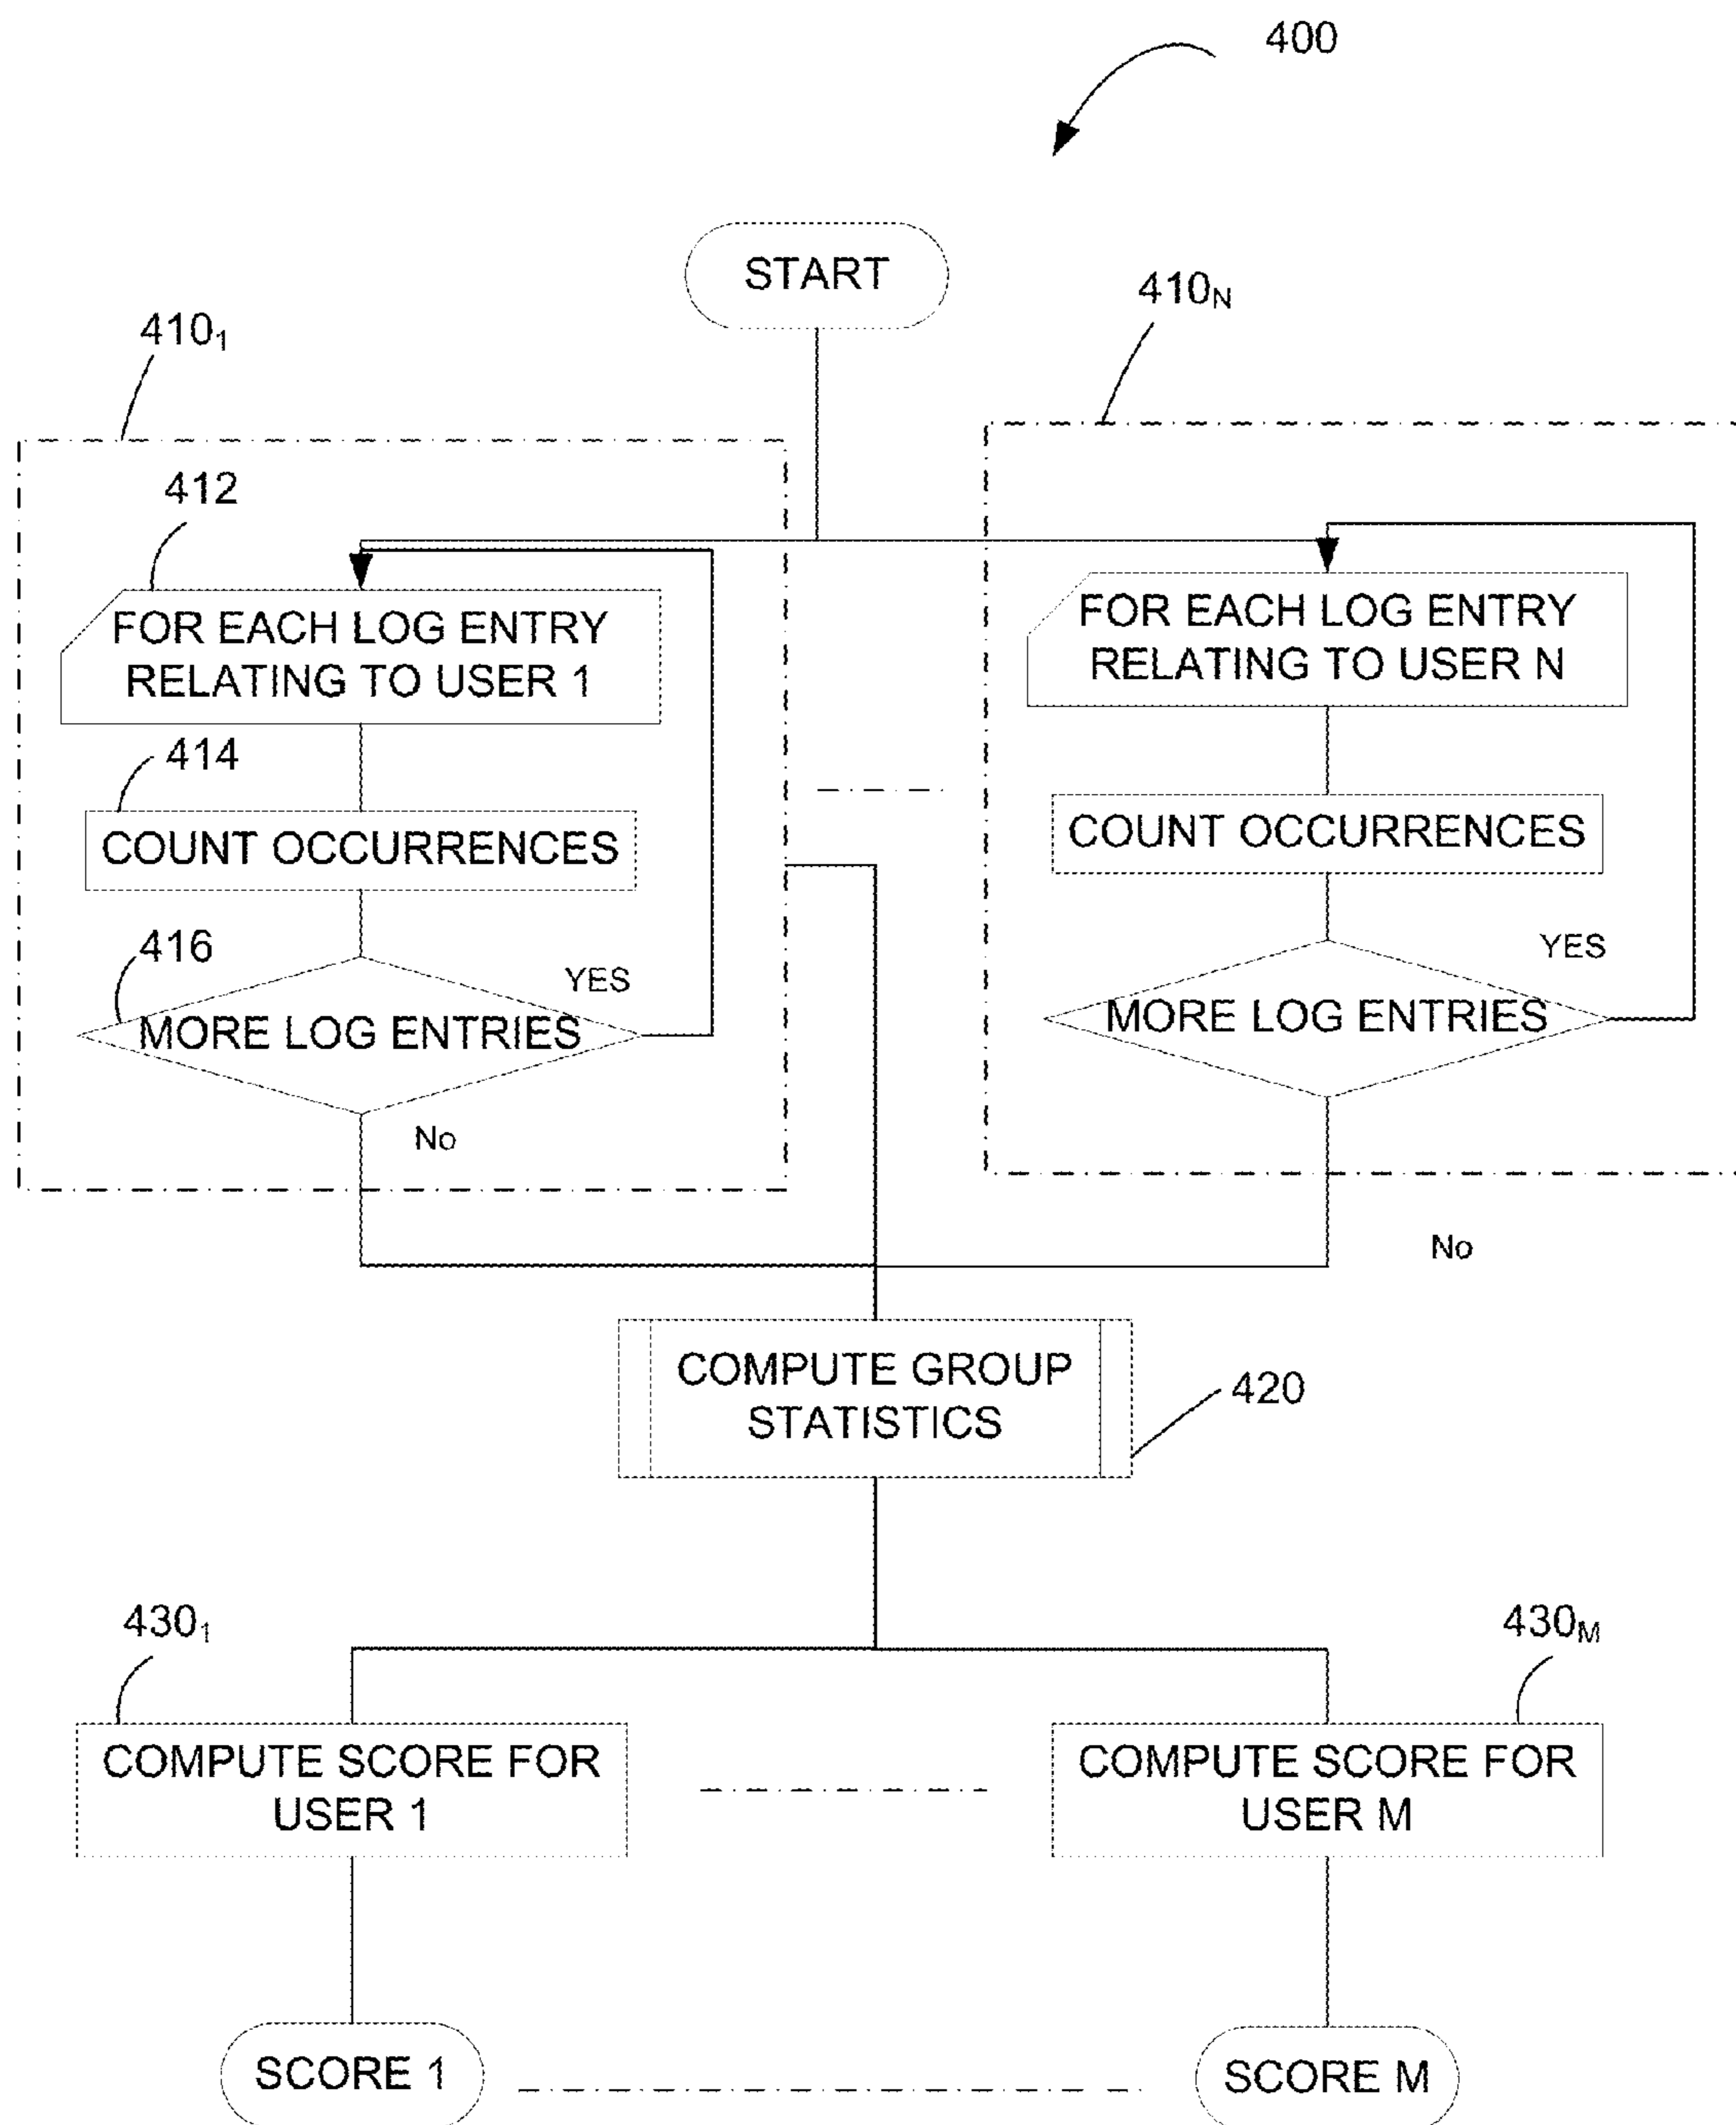 400
START
410₁
410N
412
FOR EACH LOG ENTRY
RELATING TO USER 1
FOR EACH LOG ENTRY
RELATING TO USER N
414
COUNT OCCURRENCES
COUNT OCCURRENCES
416
YES
MORE LOG ENTRIES
YES
MORE LOG ENTRIES
No
No
COMPUTE GROUP
STATISTICS
420
430₁
430M
COMPUTE SCORE FOR
USER 1
COMPUTE SCORE FOR
USER M
SCORE 1
SCORE M